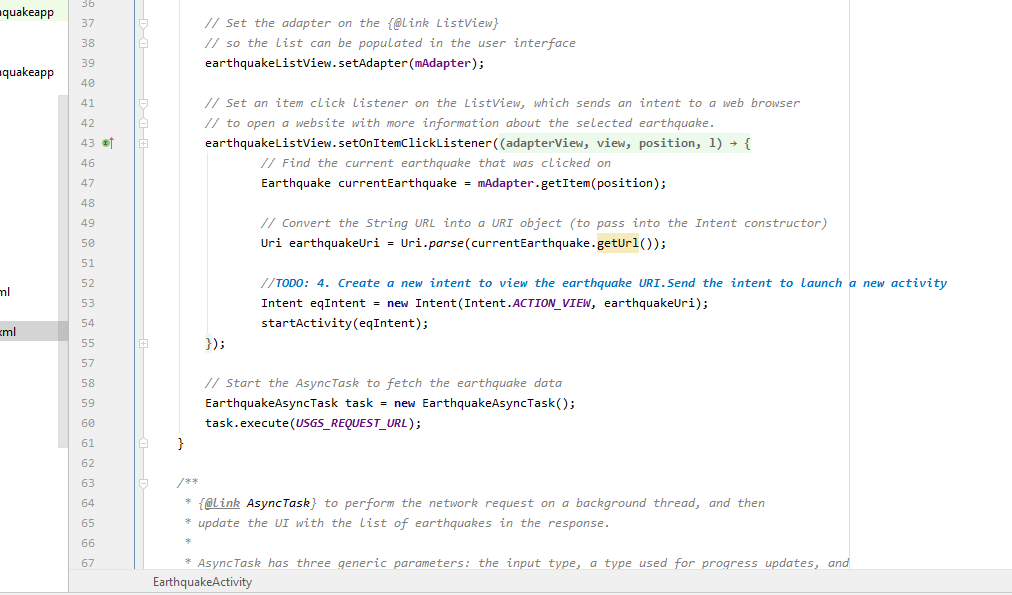 hquakeapp
hquakeapp
ml
xml
36
37 // Set the adapter on the {@link ListView}
38 // so the list can be populated in the user interface
39 earthquakeListView.setAdapter(mAdapter);
40
41 // Set an item click listener on the ListView, which sends an intent to a web browser
42 // to open a website with more information about the selected earthquake.
43 earthquakeListView.setOnItemClickListener((adapterView, view, position, l) → {
46 // Find the current earthquake that was clicked on
47 Earthquake currentEarthquake = mAdapter.getItem(position);
48
49 // Convert the String URL into a URI object (to pass into the Intent constructor)
50 Uri earthquakeUri = Uri.parse(currentEarthquake.getUrl());
51
52 //TODO: 4. Create a new intent to view the earthquake URI.Send the intent to launch a new activity
53 Intent eqIntent = new Intent(Intent.ACTION_VIEW, earthquakeUri);
54 startActivity(eqIntent);
55 });
57
58 // Start the AsyncTask to fetch the earthquake data
59 EarthquakeAsyncTask task = new EarthquakeAsyncTask();
60 task.execute(USGS_REQUEST_URL);
61 }
62
63 /**
64 * {@link AsyncTask} to perform the network request on a background thread, and then
65 * update the UI with the list of earthquakes in the response.
66 *
67 * AsyncTask has three generic parameters: the input type, a type used for progress updates, and
EarthquakeActivity